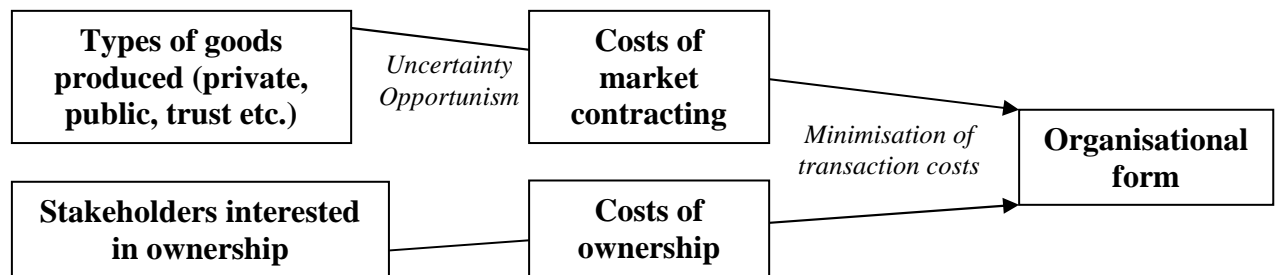 Types of goods
produced (private,
public, trust etc.)
Uncertainty
Opportunism
Costs of
market
contracting
Minimisation of
transaction costs
Organisational
form
Stakeholders interested
in ownership
Costs of
ownership